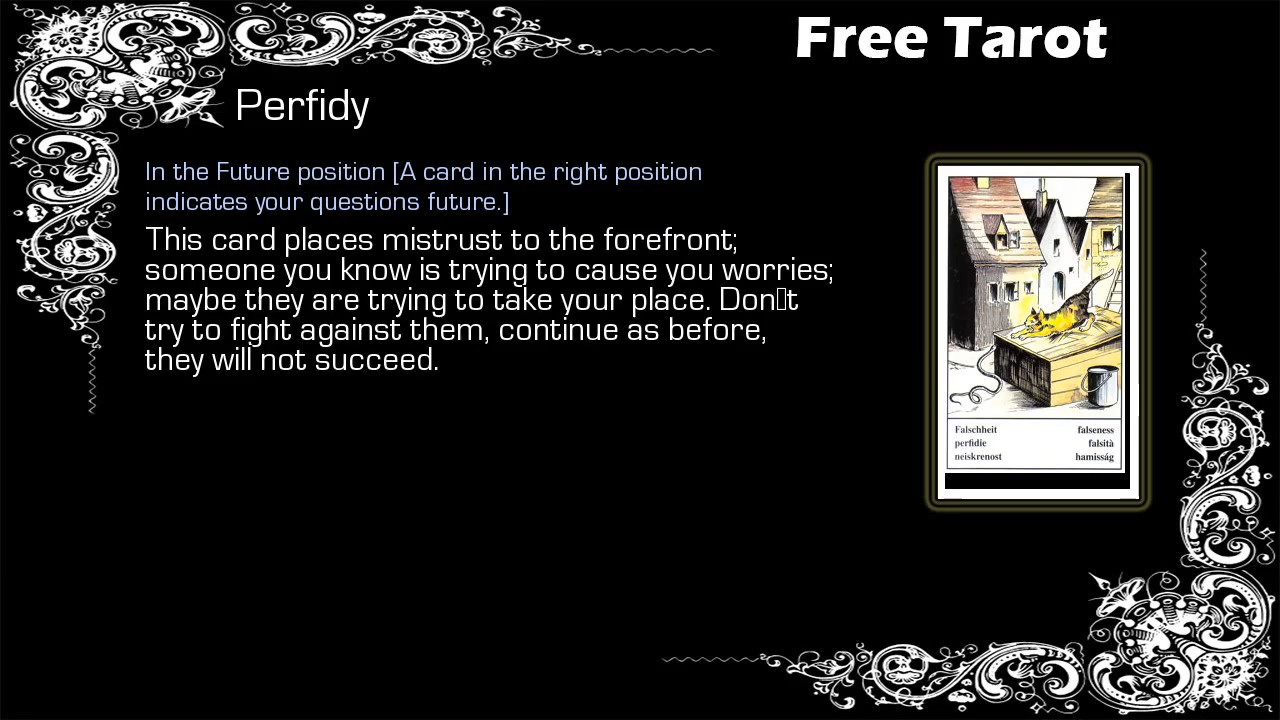 Free Tarot
Perfidy
In the Future position [A card in the right position
indicates your questions future.]
This card places mistrust to the forefront;
someone you know is trying to cause you worries;
maybe they are trying to take your place. Don▯t
try to fight against them, continue as before,
they will not succeed.
Falschheit falseness
perfidie falsità
neiskrenost hamisság